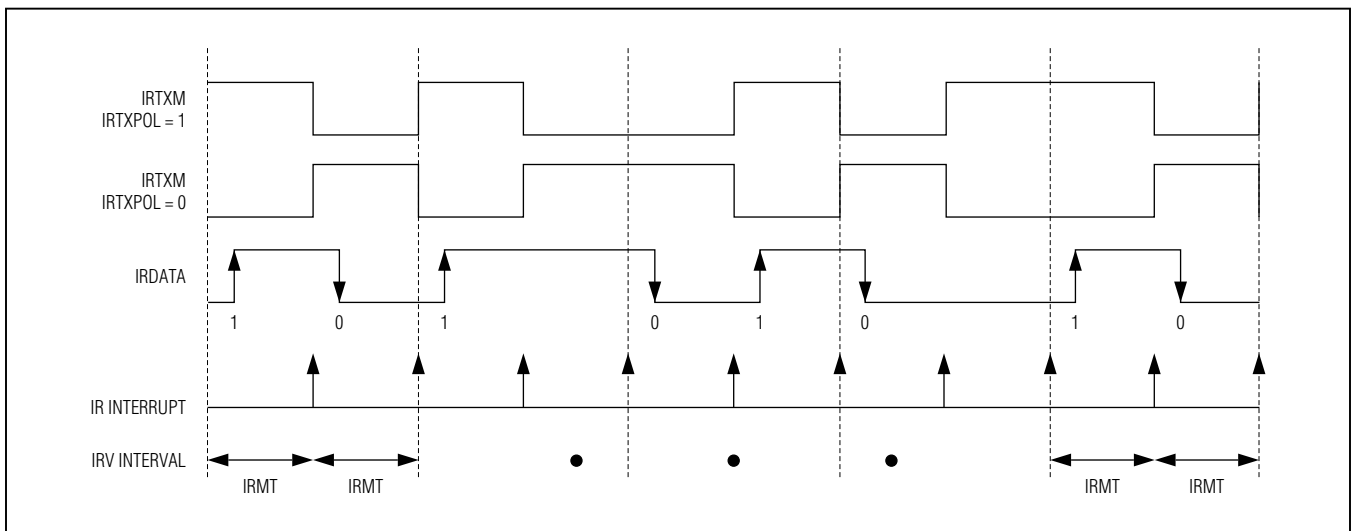 IRTXM
IRTXPOL = 1
IRTXM
IRTXPOL = 0
IRDATA
1 0 1 0 1 0 1 0
IR INTERRUPT
IRV INTERVAL
IRMT IRMT IRMT IRMT